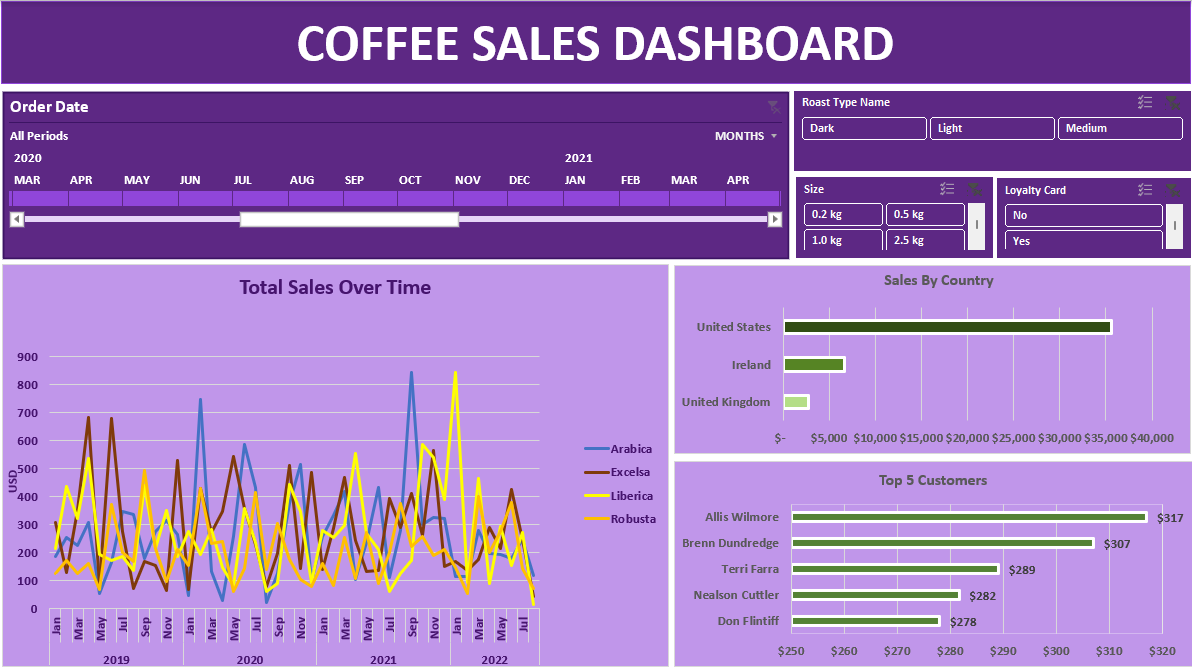 COFFEE SALES DASHBOARD
Order Date
All Periods
MONTHS
2020 2021
MAR APR MAY JUN JUL AUG SEP OCT NOV DEC JAN FEB MAR APR
Roast Type Name
Dark Light Medium
Size
0.2 kg 0.5 kg
1.0 kg 2.5 kg
Loyalty Card
No
Yes
Total Sales Over Time
900
800
700
600
500
400
300
200
100
0
USD
Jan Mar May Jul Sep Nov Jan Mar May Jul Sep Nov Jan Mar May Jul Sep Nov Jan Mar May Jul
2019 2020 2021 2022
Arabica
Excelsa
Liberica
Robusta
Sales By Country
United States
Ireland
United Kingdom
$- $5,000 $10,000 $15,000 $20,000 $25,000 $30,000 $35,000 $40,000
Top 5 Customers
Allis Wilmore $317
Brenn Dundredge $307
Terri Farra $289
Nealson Cuttler $282
Don Flintiff $278
$250 $260 $270 $280 $290 $300 $310 $320